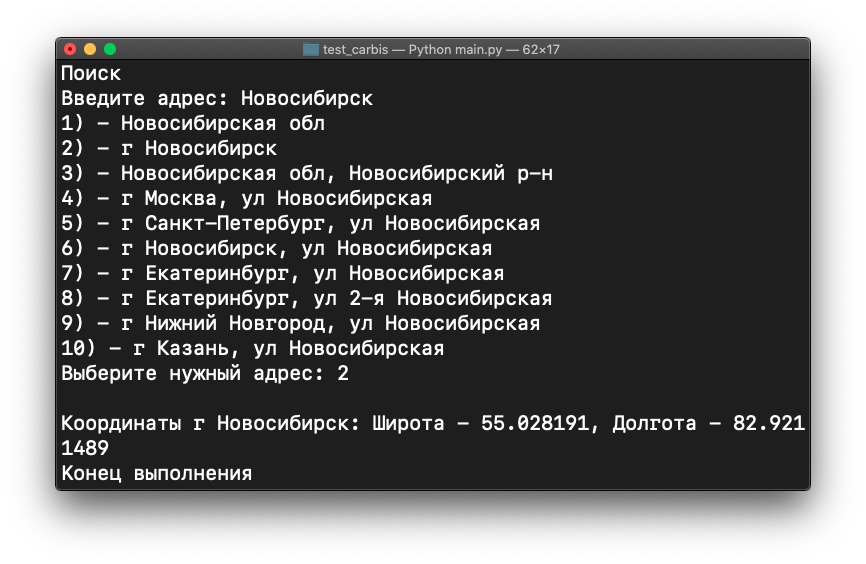 test_carbis — Python main.py — 62×17
Поиск
Введите адрес: Новосибирск
1) - Новосибирская обл
2) - г Новосибирск
3) - Новосибирская обл, Новосибирский р-н
4) - г Москва, ул Новосибирская
5) - г Санкт-Петербург, ул Новосибирская
6) - г Новосибирск, ул Новосибирская
7) - г Екатеринбург, ул Новосибирская
8) - г Екатеринбург, ул 2-я Новосибирская
9) - г Нижний Новгород, ул Новосибирская
10) - г Казань, ул Новосибирская
Выберите нужный адрес: 2
Координаты г Новосибирск: Широта - 55.028191, Долгота - 82.921
1489
Конец выполнения